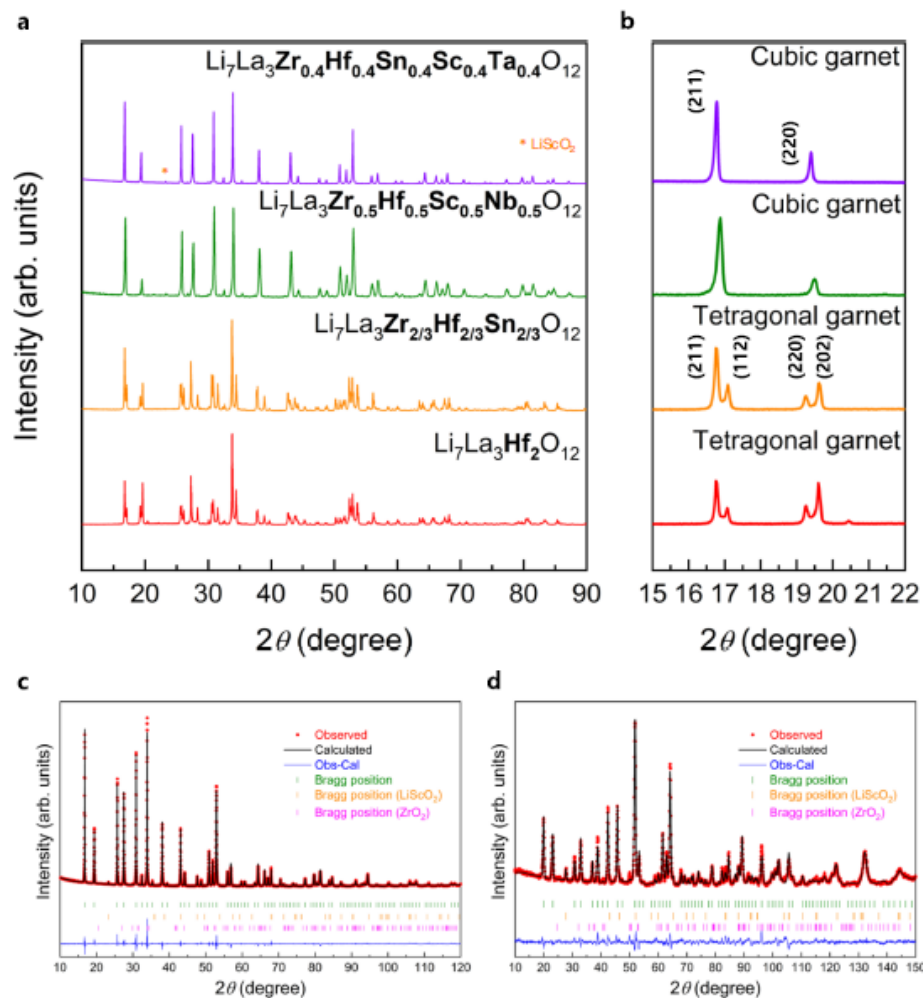 a
Li₇La₃Zr₀.₄Hf₀.₄Sn₀.₄Sc₀.₄Ta₀.₄O₁₂
* LiScO₂
*
Li₇La₃Zr₀.₅Hf₀.₅Sc₀.₅Nb₀.₅O₁₂
Li₇La₃Zr₂/₃Hf₂/₃Sn₂/₃O₁₂
Li₇La₃Hf₂O₁₂
Intensity (arb. units)
10 20 30 40 50 60 70 80 90
2θ (degree)
b
Cubic garnet
(211)
(220)
Cubic garnet
Tetragonal garnet
(211)
(112)
(220)
(202)
Tetragonal garnet
15 16 17 18 19 20 21 22
2θ (degree)
c
Observed
Calculated
Obs-Cal
Bragg position
Bragg position (LiScO₂)
Bragg position (ZrO₂)
Intensity (arb. units)
10 20 30 40 50 60 70 80 90 100 110 120
2θ (degree)
d
Observed
Calculated
Obs-Cal
Bragg position
Bragg position (LiScO₂)
Bragg position (ZrO₂)
Intensity (arb. units)
10 20 30 40 50 60 70 80 90 100 110 120 130 140 150
2θ (degree)